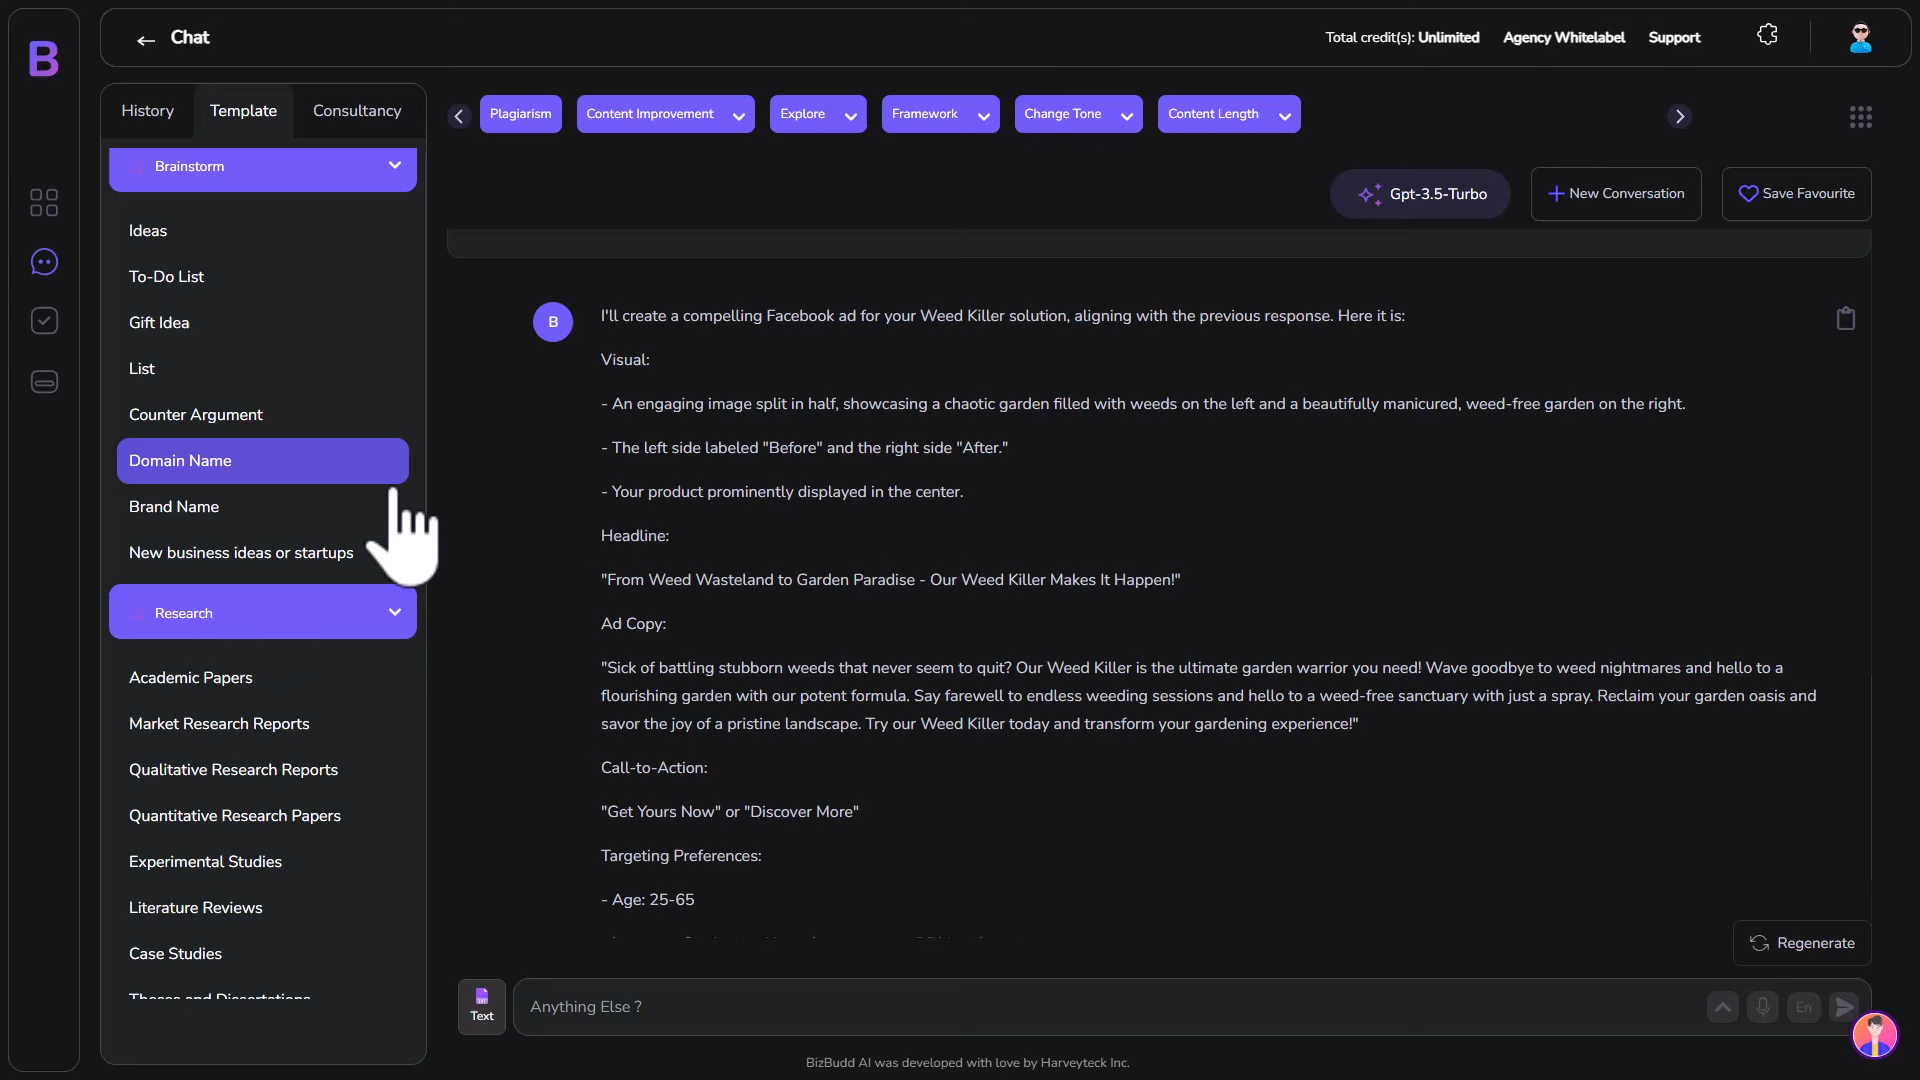 B
Chat
Total credit(s): Unlimited
Agency Whitelabel
Support
History
Template
Consultancy
Plagiarism
Content Improvement
Explore
Framework
Change Tone
Content Length
Brainstorm
Gpt-3.5-Turbo
New Conversation
Save Favourite
Ideas
To-Do List
Gift Idea
List
Counter Argument
Domain Name
Brand Name
New business ideas or startups
Research
Academic Papers
Market Research Reports
Qualitative Research Reports
Quantitative Research Papers
Experimental Studies
Literature Reviews
Case Studies
Theses and Dissertations
B
I'll create a compelling Facebook ad for your Weed Killer solution, aligning with the previous response. Here it is:
Visual:
- An engaging image split in half, showcasing a chaotic garden filled with weeds on the left and a beautifully manicured, weed-free garden on the right.
- The left side labeled "Before" and the right side "After."
- Your product prominently displayed in the center.
Headline:
"From Weed Wasteland to Garden Paradise - Our Weed Killer Makes It Happen!"
Ad Copy:
"Sick of battling stubborn weeds that never seem to quit? Our Weed Killer is the ultimate garden warrior you need! Wave goodbye to weed nightmares and hello to a
flourishing garden with our potent formula. Say farewell to endless weeding sessions and hello to a weed-free sanctuary with just a spray. Reclaim your garden oasis and
savor the joy of a pristine landscape. Try our Weed Killer today and transform your gardening experience!"
Call-to-Action:
"Get Yours Now" or "Discover More"
Targeting Preferences:
- Age: 25-65
Regenerate
Text
Anything Else ?
En
BizBudd AI was developed with love by Harveyteck Inc.